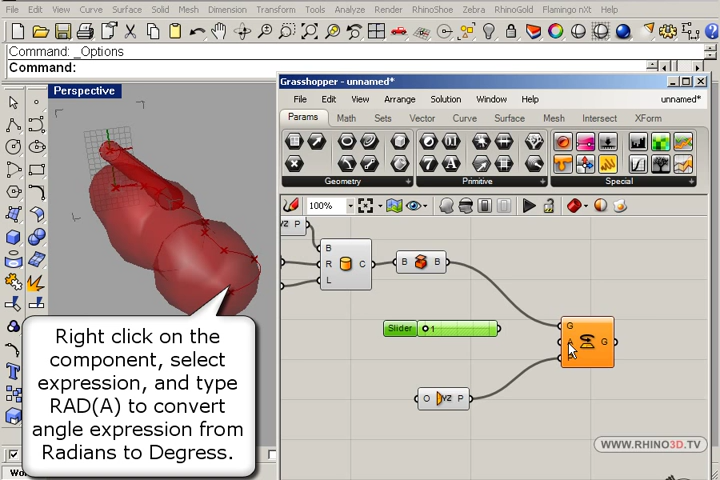 File Edit View Curve Surface Solid Mesh Dimension Transform Tools Analyze Render RhinoShoe Zebra RhinoGold Flamingo nXt Help
Command: _Options
Command:
Perspective
Grasshopper - unnamed*
File Edit View Arrange Solution Window Help unnamed*
Params Math Sets Vector Curve Surface Mesh Intersect XForm
Geometry Primitive Special
100%
YZ P
B
R C
L
B B
Slider 1
G
A G
O YZ P
Right click on the
component, select
expression, and type
RAD(A) to convert
angle expression from
Radians to Degress.
WWW.RHINO3D.TV